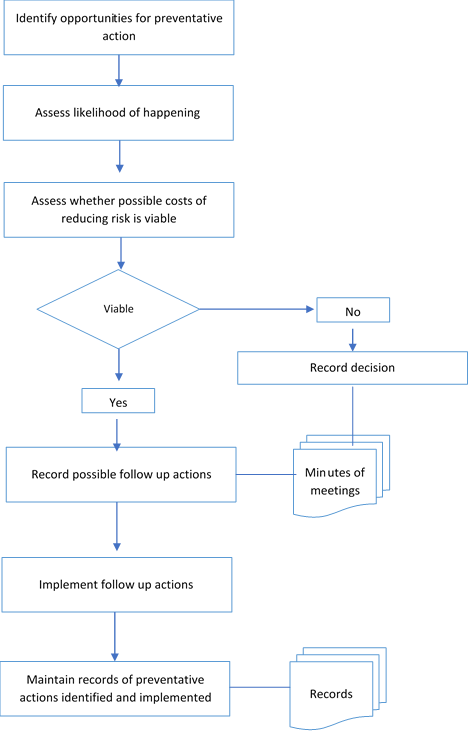 Identify opportunities for preventative
action
Assess likelihood of happening
Assess whether possible costs of
reducing risk is viable
Viable
No
Record decision
Yes
Record possible follow up actions
Minutes of
meetings
Implement follow up actions
Maintain records of preventative
actions identified and implemented
Records